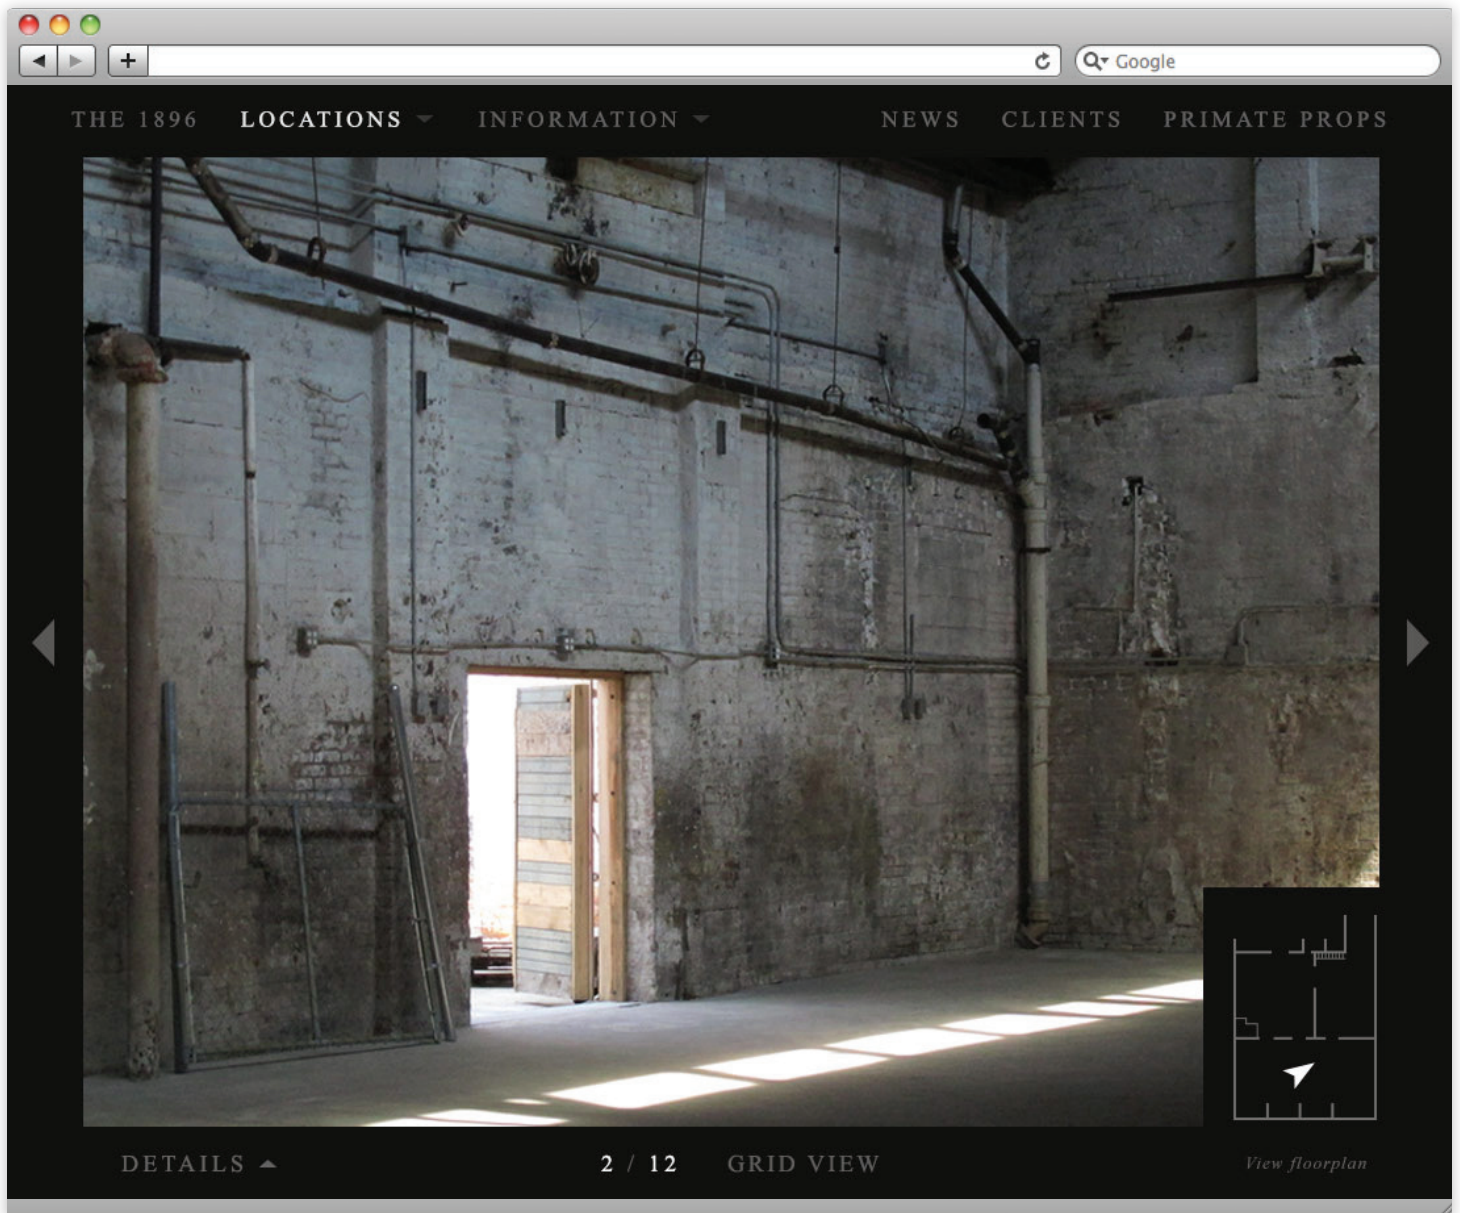 Google
THE 1896 LOCATIONS INFORMATION NEWS CLIENTS PRIMATE PROPS
DETAILS 2 / 12 GRID VIEW View floorplan